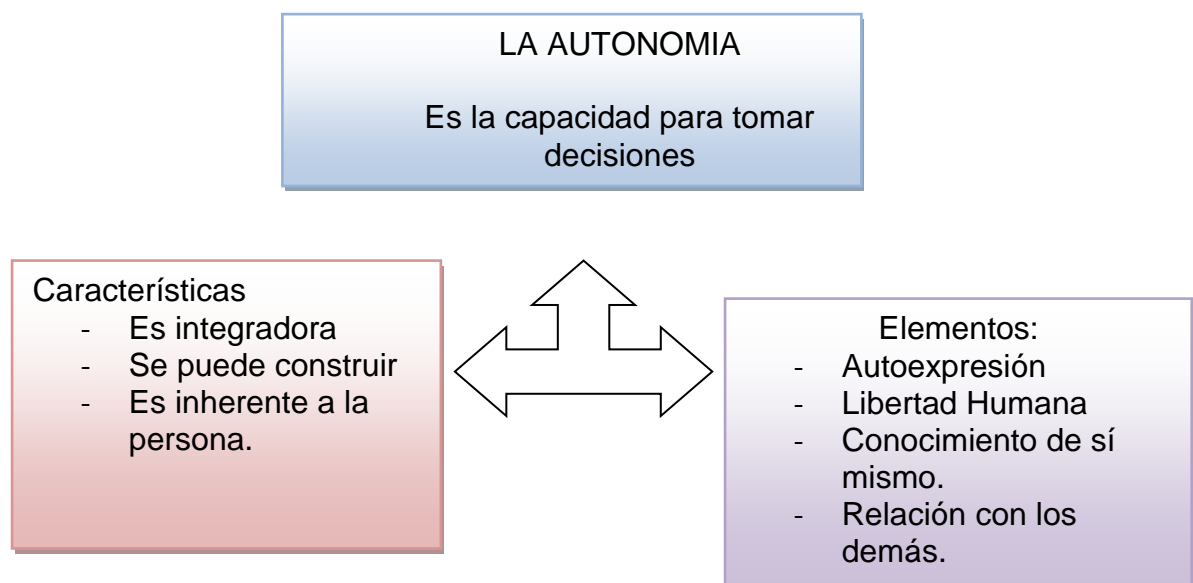 LA AUTONOMIA
Es la capacidad para tomar
decisiones
Características
- Es integradora
- Se puede construir
- Es inherente a la
persona.
Elementos:
- Autoexpresión
- Libertad Humana
- Conocimiento de sí
mismo.
- Relación con los
demás.